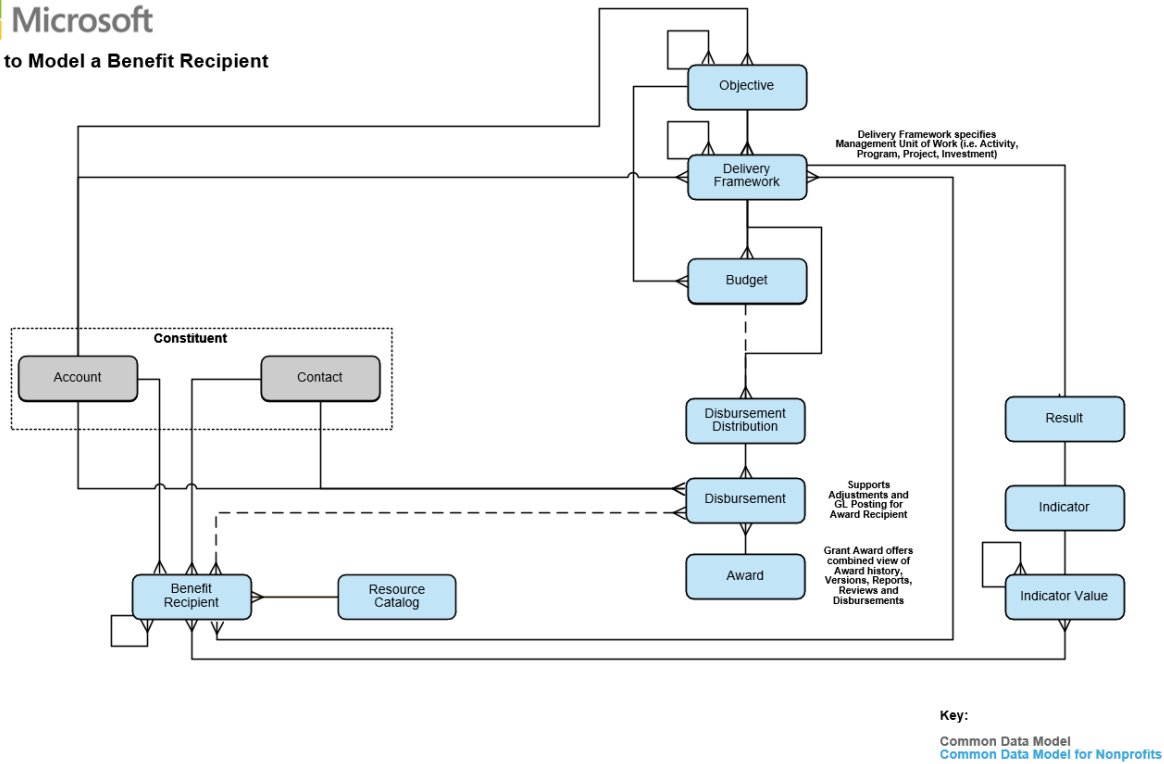 Microsoft
to Model a Benefit Recipient
Objective
Delivery Framework specifies
Management Unit of Work (i.e. Activity,
Program, Project, Investment)
Delivery
Framework
Budget
Constituent
Account
Contact
Disbursement
Distribution
Result
Disbursement
Supports
Adjustments and
GL Posting for
Award Recipient
Indicator
Grant Award offers
combined view of
Award history,
Versions, Reports,
Reviews and
Disbursements
Award
Benefit
Recipient
Resource
Catalog
Indicator Value
Key:
Common Data Model
Common Data Model for Nonprofits